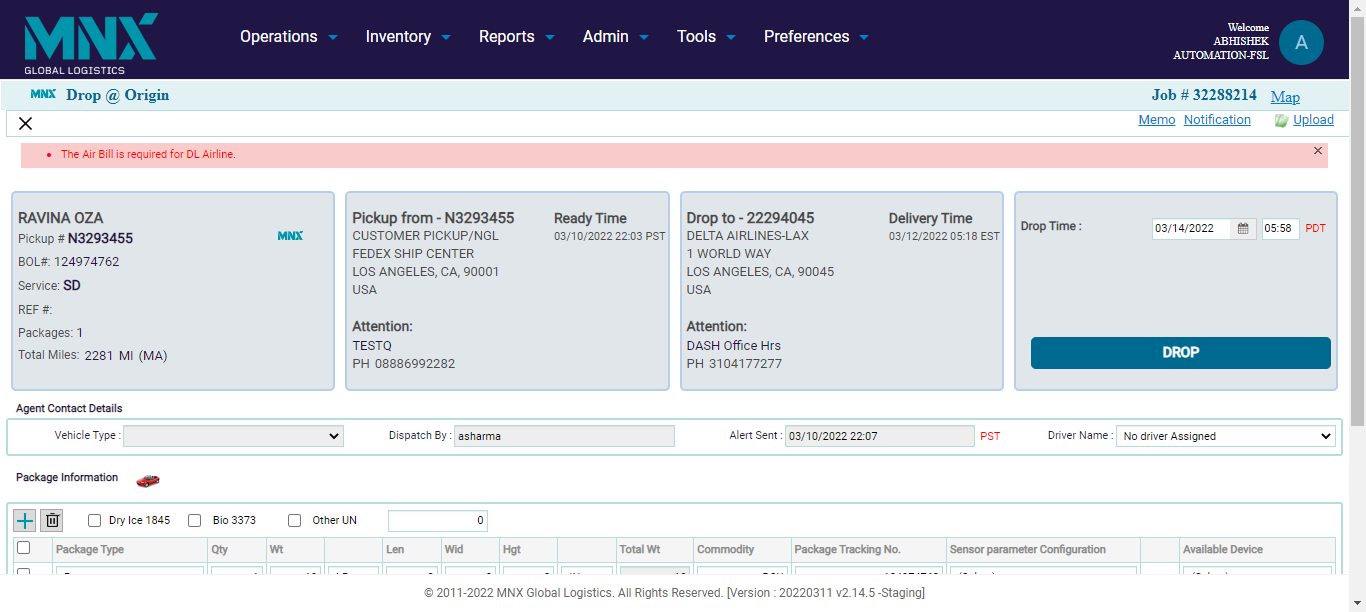 MNX
GLOBAL LOGISTICS
Operations Inventory Reports Admin Tools Preferences
Welcome
ABHISHEK
AUTOMATION-FSL
A
MNX Drop @ Origin
Job # 32288214 Map
Memo Notification Upload
The Air Bill is required for DL Airline.
RAVINA OZA
Pickup # N3293455
MNX
BOL#: 124974762
Service: SD
REF #:
Packages: 1
Total Miles: 2281 MI (MA)
Pickup from - N3293455 Ready Time
CUSTOMER PICKUP/NGL 03/10/2022 22:03 PST
FEDEX SHIP CENTER
LOS ANGELES, CA, 90001
USA
Attention:
TESTQ
PH 08886992282
Drop to - 22294045 Delivery Time
DELTA AIRLINES-LAX 03/12/2022 05:18 EST
1 WORLD WAY
LOS ANGELES, CA, 90045
USA
Attention:
DASH Office Hrs
PH 3104177277
Drop Time : 03/14/2022 05:58 PDT
DROP
Agent Contact Details
Vehicle Type : Dispatch By : asharma Alert Sent : 03/10/2022 22:07 PST Driver Name : No driver Assigned
Package Information
Dry Ice 1845 Bio 3373 Other UN 0
Package Type Qty Wt Len Wid Hgt Total Wt Commodity Package Tracking No. Sensor parameter Configuration Available Device
© 2011-2022 MNX Global Logistics. All Rights Reserved. [Version : 20220311 v2.14.5 -Staging]